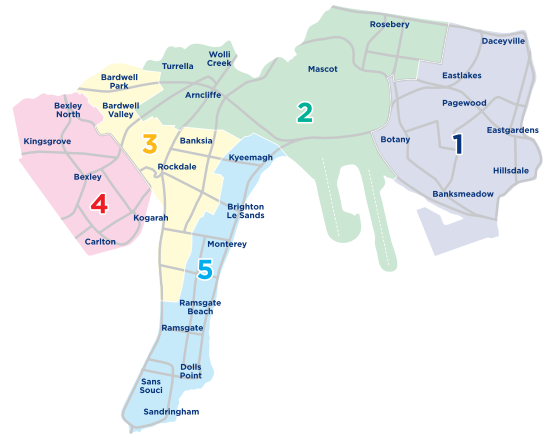 Rosebery
Daceyville
Wolli
Creek
Turrella
Mascot
Bardwell
Park
Eastlakes
Arncliffe
Bexley
North
Bardwell
Valley
Pagewood
2
Eastgardens
Kingsgrove
3
Banksia
Botany
1
Kyeemagh
Rockdale
Hillsdale
Bexley
Banksmeadow
4
Brighton
Le Sands
Kogarah
Carlton
Monterey
5
Ramsgate
Beach
Ramsgate
Dolls
Point
Sans
Souci
Sandringham